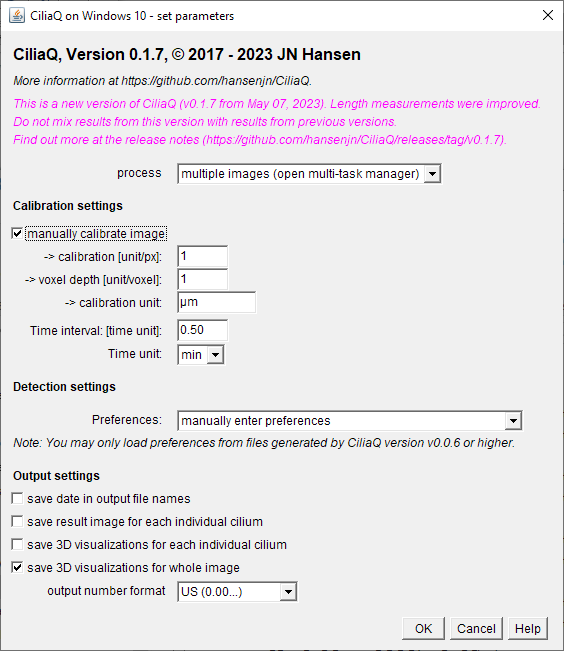 CiliaQ on Windows 10 - set parameters
CiliaQ, Version 0.1.7, © 2017 - 2023 JN Hansen
More information at https://github.com/hansenjn/CiliaQ.
This is a new version of CiliaQ (v0.1.7 from May 07, 2023). Length measurements were improved.
Do not mix results from this version with results from previous versions.
Find out more at the release notes (https://github.com/hansenjn/CiliaQ/releases/tag/v0.1.7).
process multiple images (open multi-task manager)
Calibration settings
manually calibrate image
-> calibration [unit/px]: 1
-> voxel depth [unit/voxel]: 1
-> calibration unit: µm
Time interval: [time unit]: 0.50
Time unit: min
Detection settings
Preferences: manually enter preferences
Note: You may only load preferences from files generated by CiliaQ version v0.0.6 or higher.
Output settings
save date in output file names
save result image for each individual cilium
save 3D visualizations for each individual cilium
save 3D visualizations for whole image
output number format US (0.00...)
OK Cancel Help